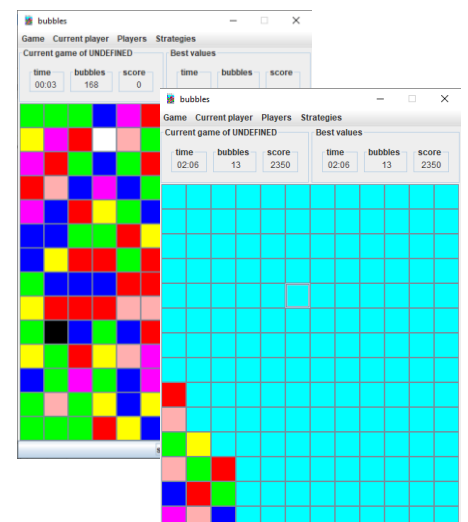 bubbles
Game Current player Players Strategies
Current game of UNDEFINED Best values
time bubbles score time bubbles score
00:03 168 0
bubbles
Game Current player Players Strategies
Current game of UNDEFINED Best values
time bubbles score time bubbles score
02:06 13 2350 02:06 13 2350